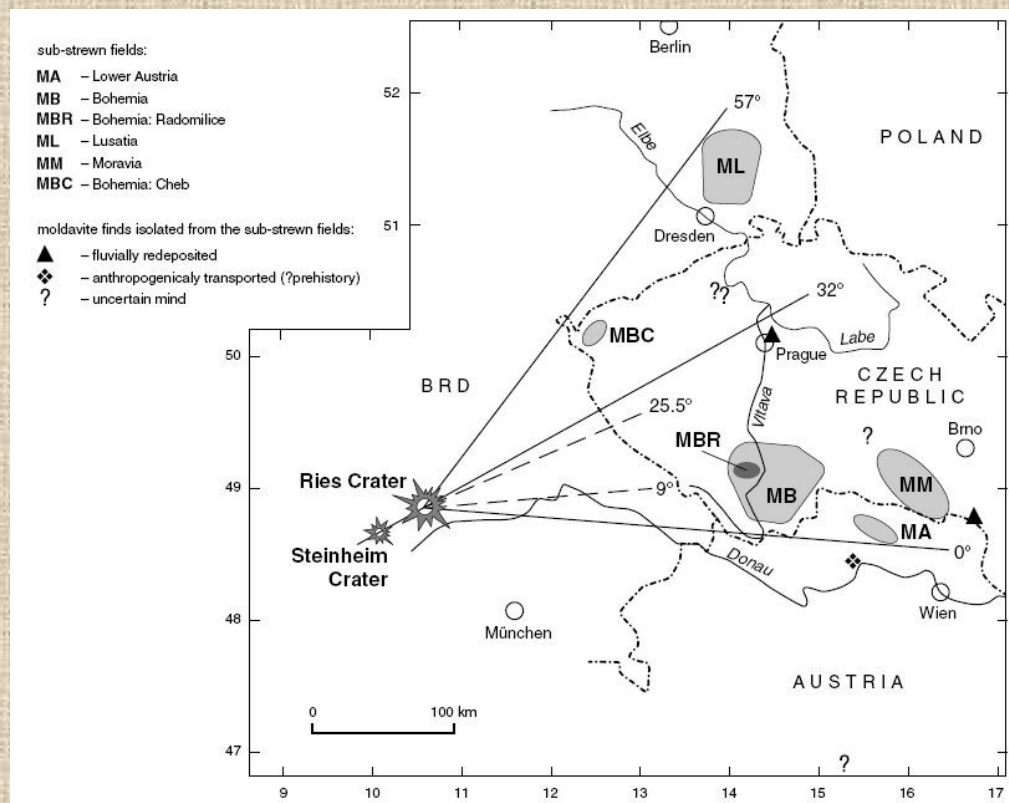 sub-strewn fields:
MA – Lower Austria
MB – Bohemia
MBR – Bohemia: Radomilice
ML – Lusatia
MM – Moravia
MBC – Bohemia: Cheb
moldavite finds isolated from the sub-strewn fields:
– fluvially redeposited
– anthropogenicaly transported (?prehistory)
? – uncertain mind
Berlin
52
57°
Elbe
POLAND
ML
51
Dresden
??
32°
MBC
Labe
50
Prague
BRD
CZECH
REPUBLIC
25.5°
Vltava
Brno
MBR
?
Ries Crater
49
9°
MB
MM
MA
Steinheim
Crater
0°
Donau
48
München
Wien
AUSTRIA
0 100 km
47
?
9 10 11 12 13 14 15 16 17